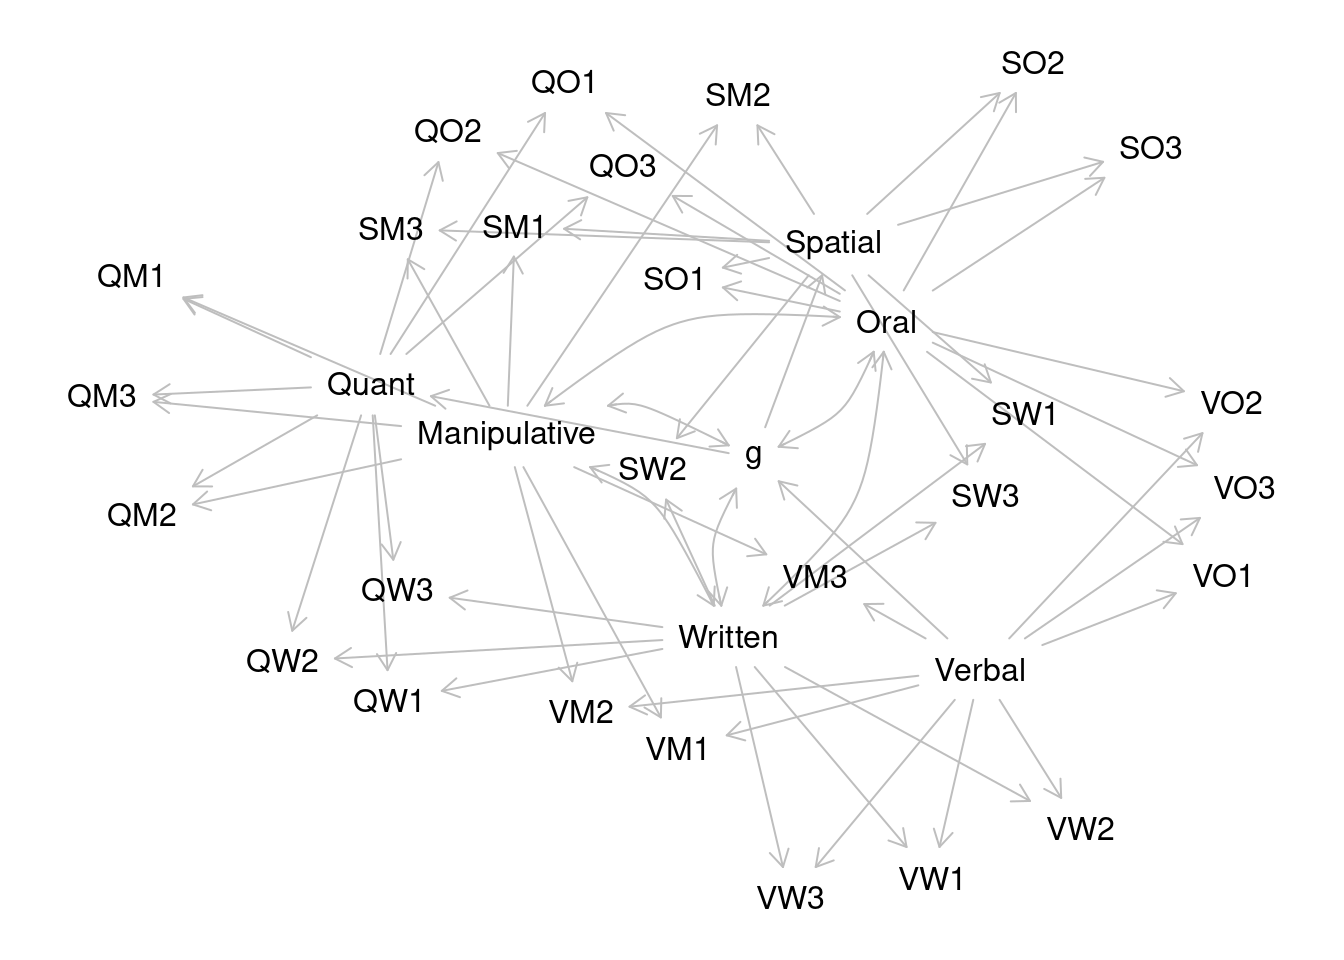 SO2
QO1
SM2
QO2
SO3
QO3
SM3
SM1
Spatial
QM1
SO1
Oral
Quant
QM3
VO2
SW1
Manipulative
g
SW2
VO3
SW3
QM2
VM3
VO1
QW3
Written
QW2
Verbal
QW1
VM2
VM1
VW2
VW1
VW3